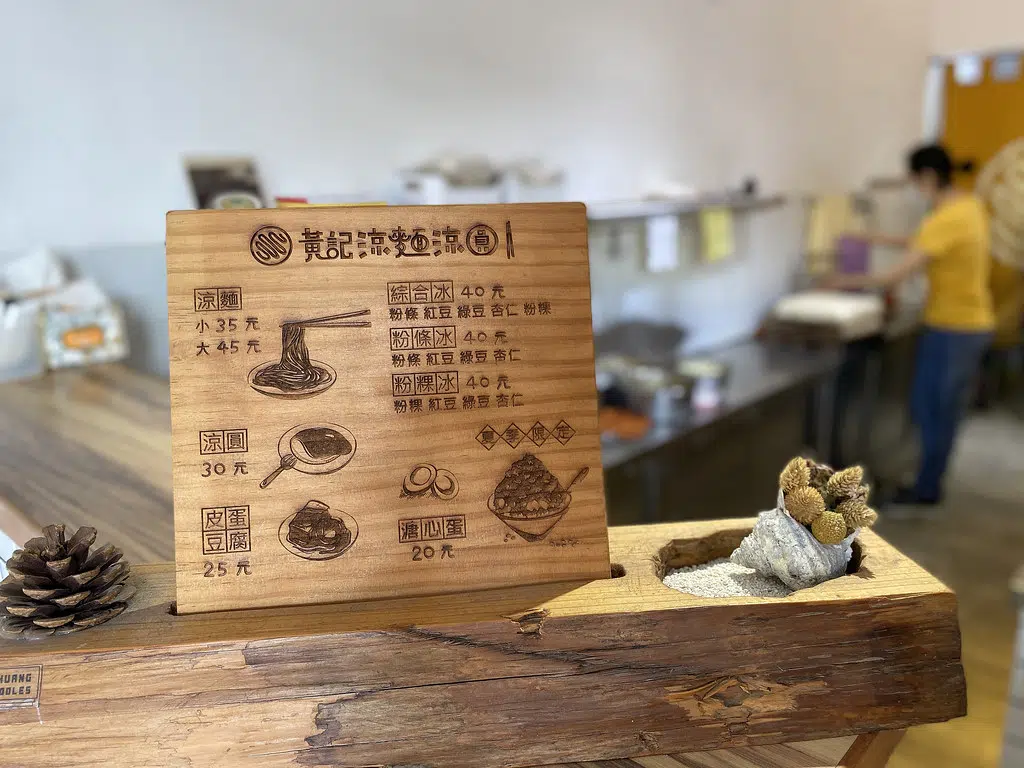 黃記涼麵涼圓
涼麵
小 35 元
大 45 元
涼圓
30 元
皮蛋
豆腐
25 元
綜合冰 40 元
粉條 紅豆 綠豆 杏仁 粉粿
粉條冰 40 元
粉條 紅豆 綠豆 杏仁
粉粿冰 40 元
粉粿 紅豆 綠豆 杏仁
夏季限定
溏心蛋
20 元
HUANG
NOODLES